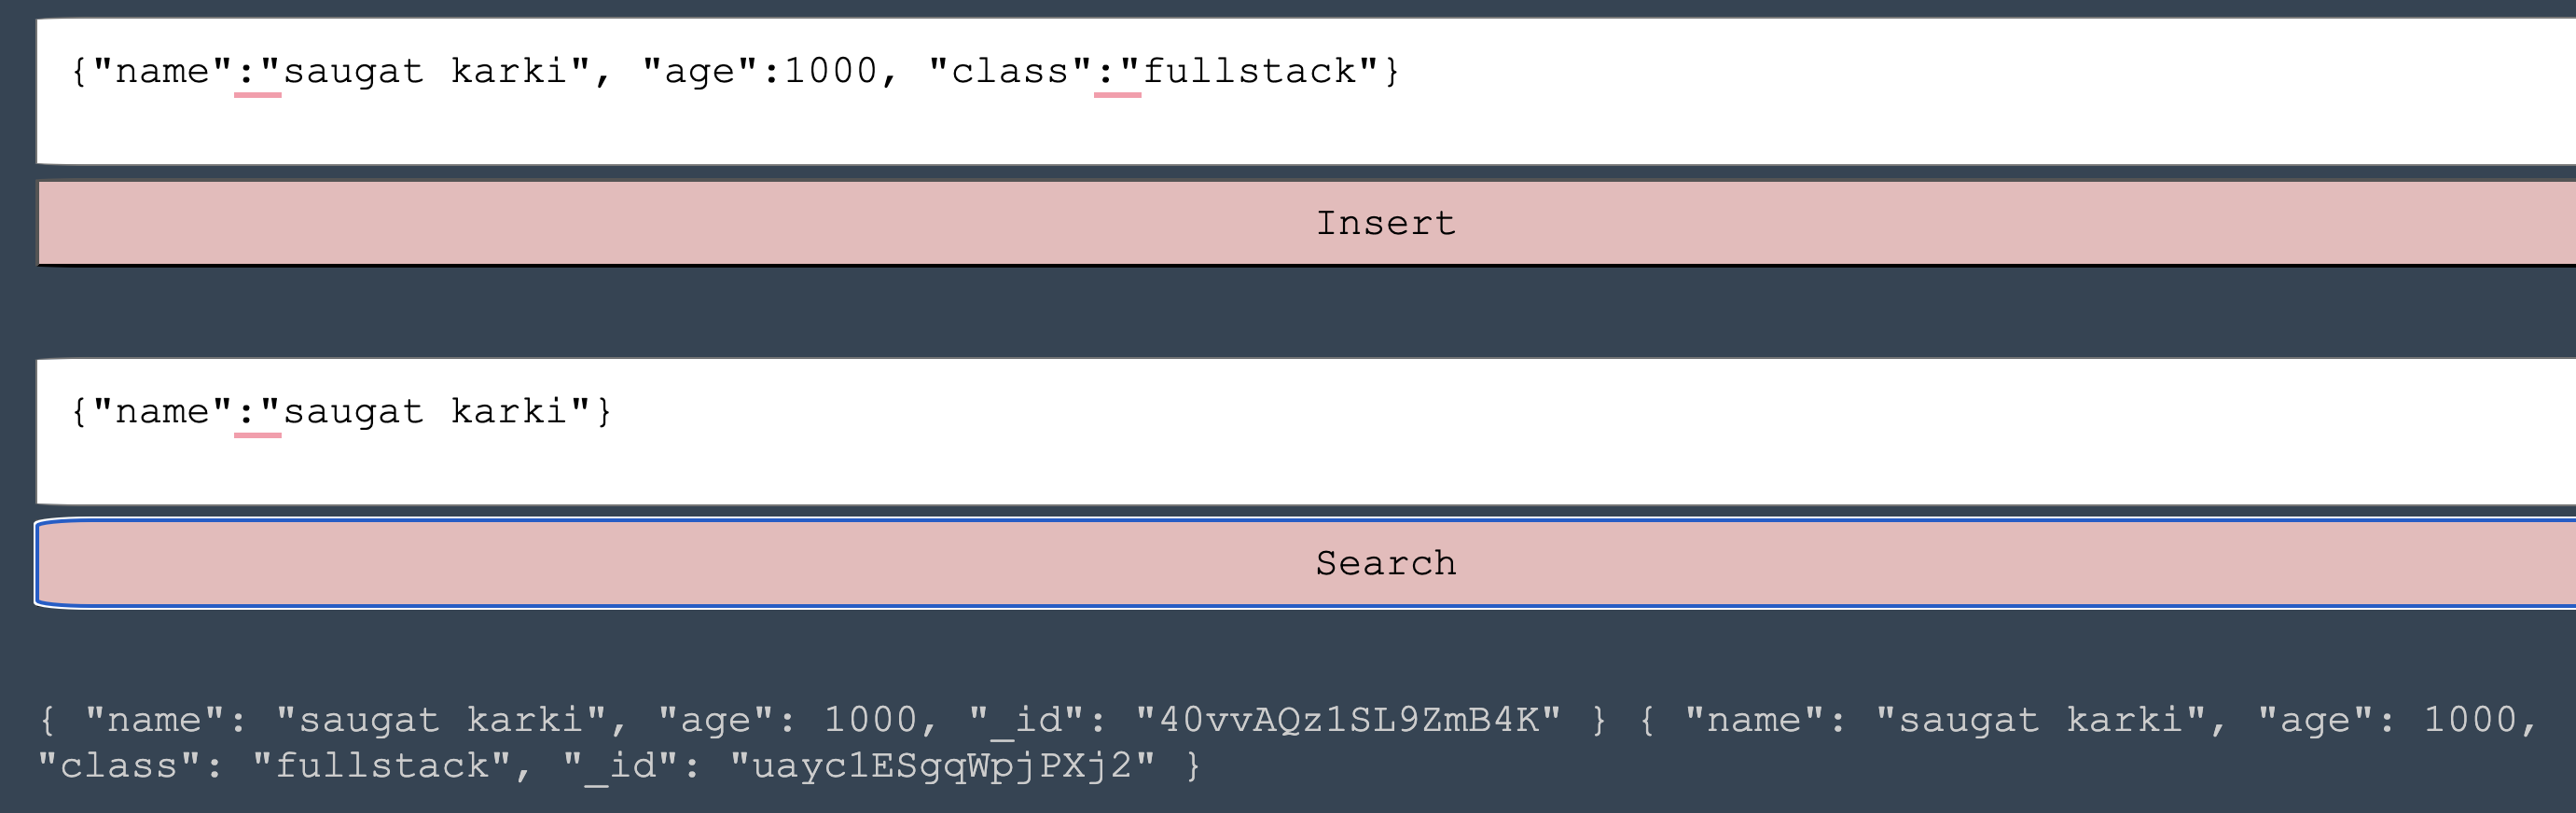 {"name":"saugat karki", "age":1000, "class":"fullstack"}
Insert
{"name":"saugat karki"}
Search
{ "name": "saugat karki", "age": 1000, "_id": "40vvAQz1SL9ZmB4K" } { "name": "saugat karki", "age": 1000,
"class": "fullstack", "_id": "uayc1ESgqWpjPXj2" }